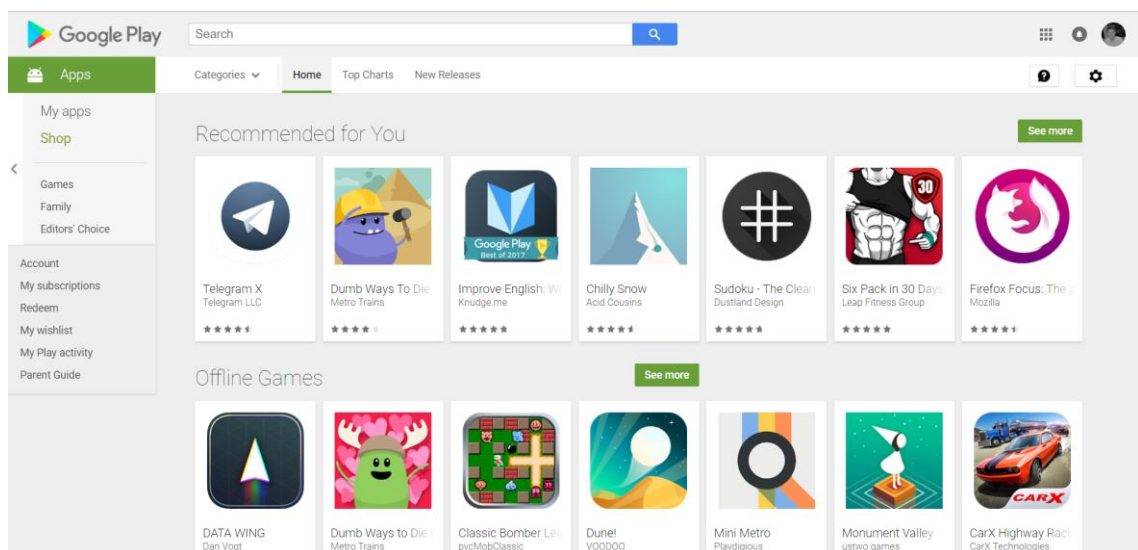 Google Play
Search
Apps
Categories
Home
Top Charts
New Releases
My apps
Shop
Games
Family
Editors' Choice
Account
My subscriptions
Redeem
My wishlist
My Play activity
Parent Guide
Recommended for You
See more
Google Play
Best of 2017
30
Telegram X
Telegram LLC
Dumb Ways To Die
Metro Trains
Improve English: W
Knudge.me
Chilly Snow
Acid Cousins
Sudoku - The Clean
Dustland Design
Six Pack in 30 Days
Leap Fitness Group
Firefox Focus: The
Mozilla
Offline Games
See more
CARX
DATA WING
Dan Vogt
Dumb Ways to Die
Metro Trains
Classic Bomber Le
pvcMobClassic
Dune!
VOODOO
Mini Metro
Playdigious
Monument Valley
ustwo games
CarX Highway Raci
CarX Technologies